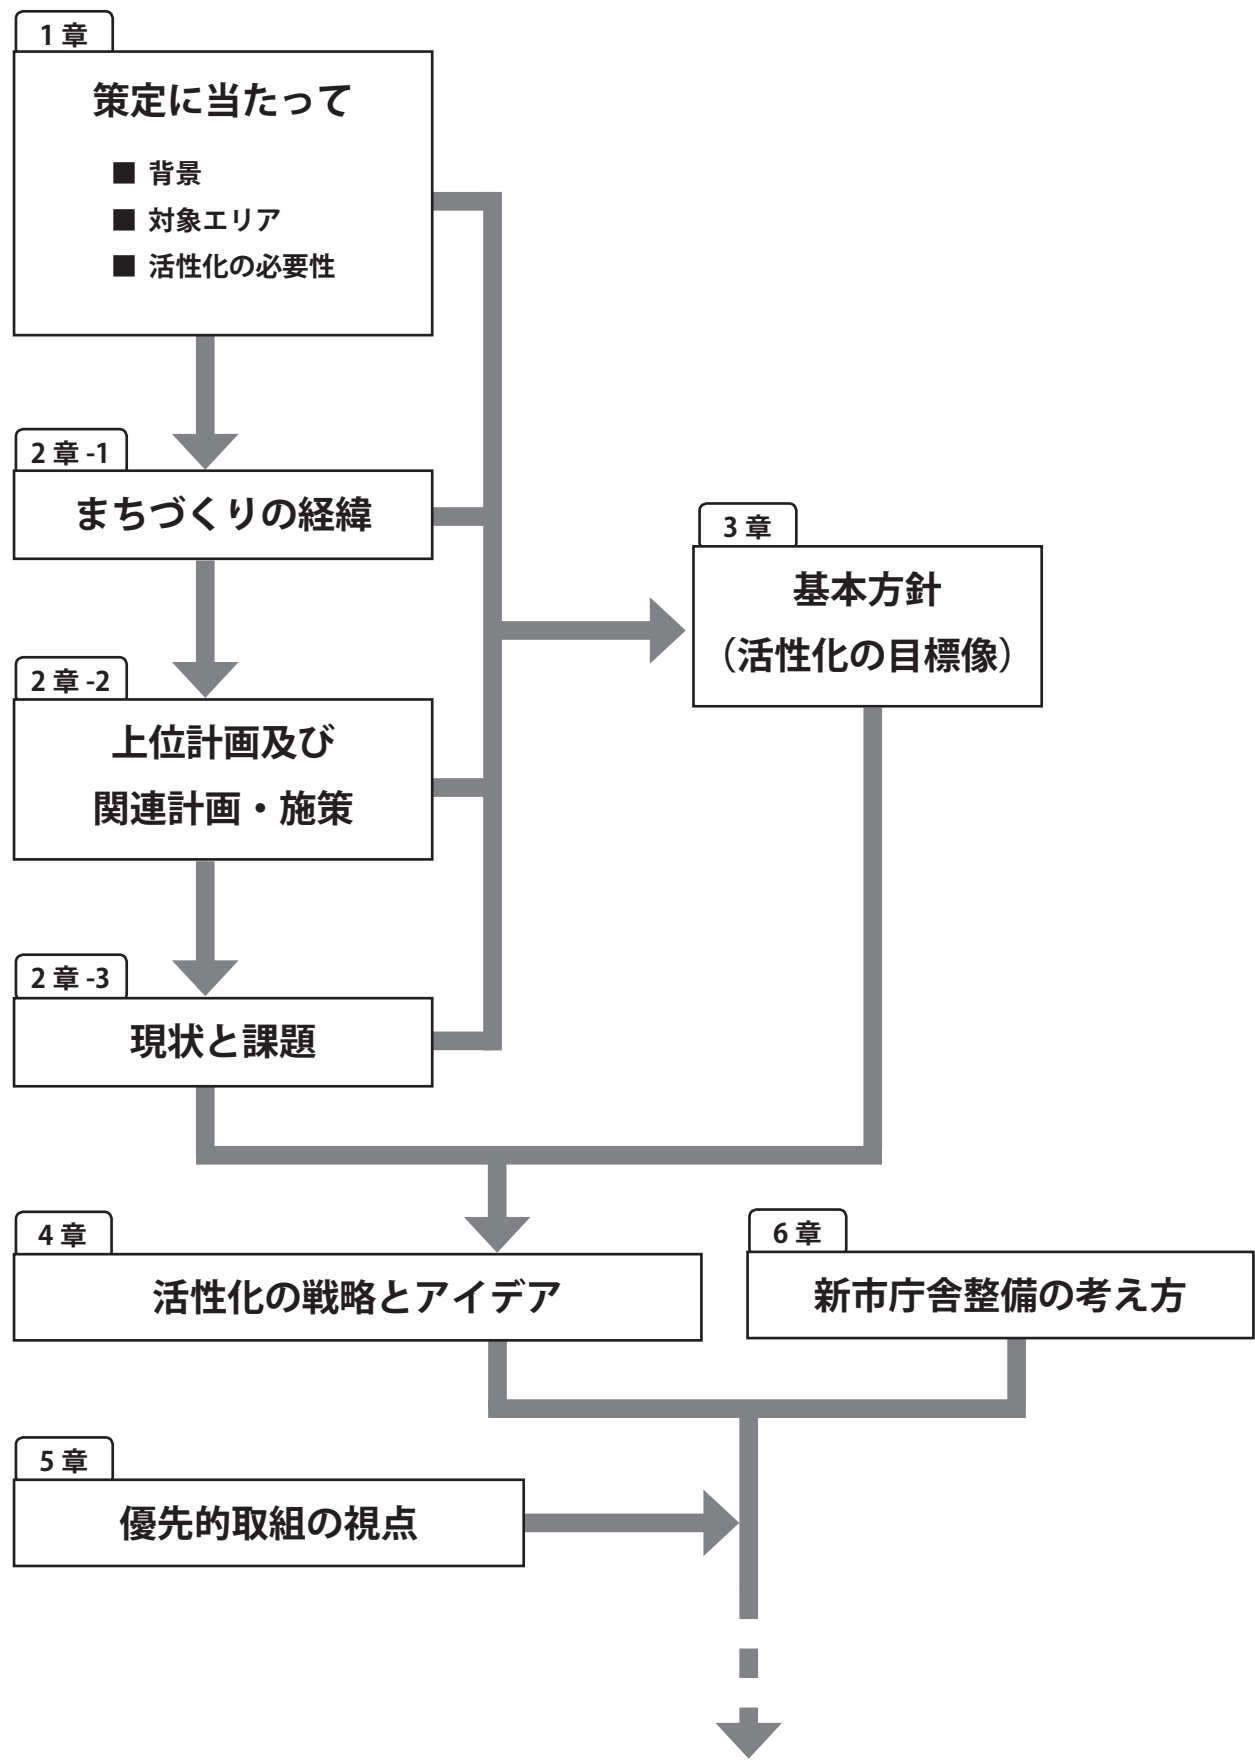 1章
策定に当たって
■ 背景
■ 対象エリア
■ 活性化の必要性
2章-1
まちづくりの経緯
2章-2
上位計画及び
関連計画・施策
2章-3
現状と課題
3章
基本方針
（活性化の目標像）
4章
活性化の戦略とアイデア
6章
新市庁舎整備の考え方
5章
優先的取組の視点